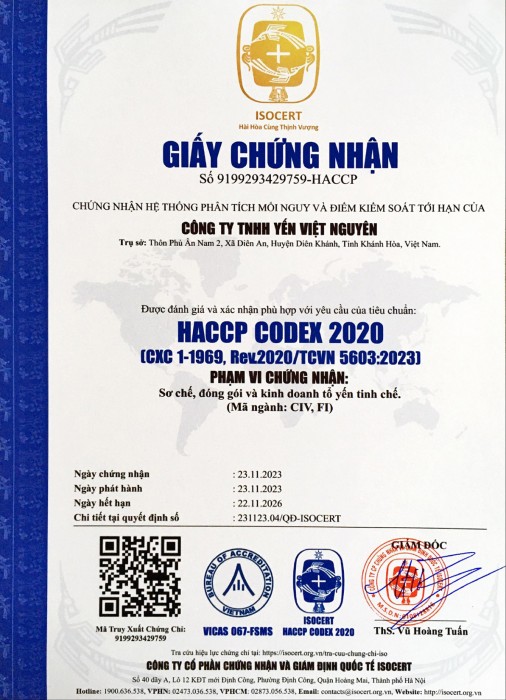 ISOCERT
Hài Hòa Cùng Thịnh Vượng
GIẤY CHỨNG NHẬN
Số 9199293429759-HACCP
CHỨNG NHẬN HỆ THỐNG PHÂN TÍCH MỐI NGUY VÀ ĐIỂM KIỂM SOÁT TỚI HẠN CỦA
CÔNG TY TNHH YẾN VIỆT NGUYÊN
Trụ sở: Thôn Phú Ân Nam 2, Xã Diên An, Huyện Diên Khánh, Tỉnh Khánh Hòa, Việt Nam.
Được đánh giá và xác nhận phù hợp với yêu cầu của tiêu chuẩn:
HACCP CODEX 2020
(CXC 1-1969, Rev.2020/TCVN 5603:2023)
PHẠM VI CHỨNG NHẬN:
Sơ chế, đóng gói và kinh doanh tổ yến tinh chế.
(Mã ngành: CIV, FI)
Ngày chứng nhận : 23.11.2023
Ngày phát hành : 23.11.2023
Ngày hết hạn : 22.11.2026
Chi tiết tại quyết định số : 231123.04/QĐ-ISOCERT
GIÁM ĐỐC
BUREAU OF ACCREDITATION
VIETNAM
VICAS 067-FSMS
ISOCERT
HACCP CODEX 2020
Mã Truy Xuất Chứng Chỉ:
9199293429759
ThS. Vũ Hoàng Tuấn
Tra cứu hiệu lực chứng chỉ tại: https://isocert.org.vn/tra-cuu-chung-chi-iso
CÔNG TY CỔ PHẦN CHỨNG NHẬN VÀ GIÁM ĐỊNH QUỐC TẾ ISOCERT
Số 40 dãy A, Lô 12 KĐT mới Định Công, Phường Định Công, Quận Hoàng Mai, Thành phố Hà Nội
Hotline: 1900.636.538, VPHN: 02473.036.538, VPHCM: 02873.056.538, Email: contacts@isocert.org.vn, Website: http://isocert.org.vn